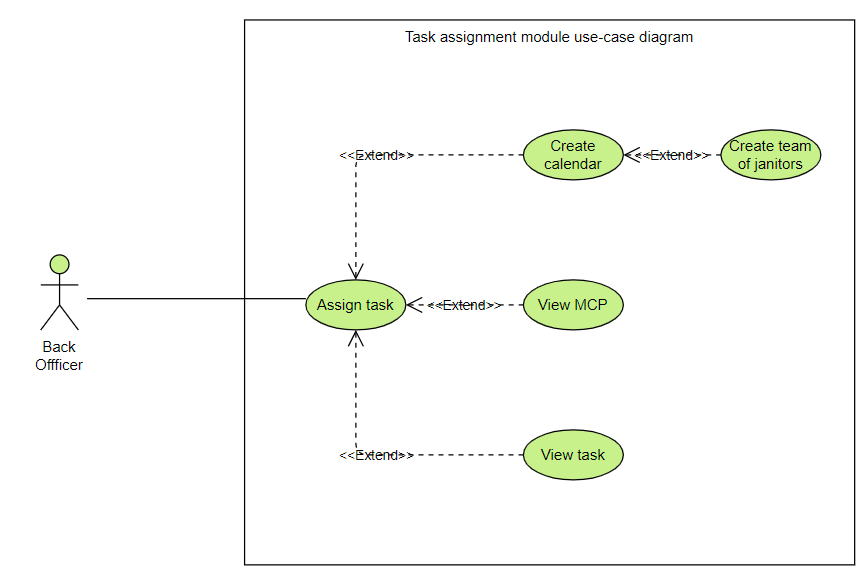 Task assignment module use-case diagram
<<Extend>>
Create
calendar
<<Extend>>
Create team
of janitors
Assign task
<<Extend>>
View MCP
Back
Offficer
<<Extend>>
View task